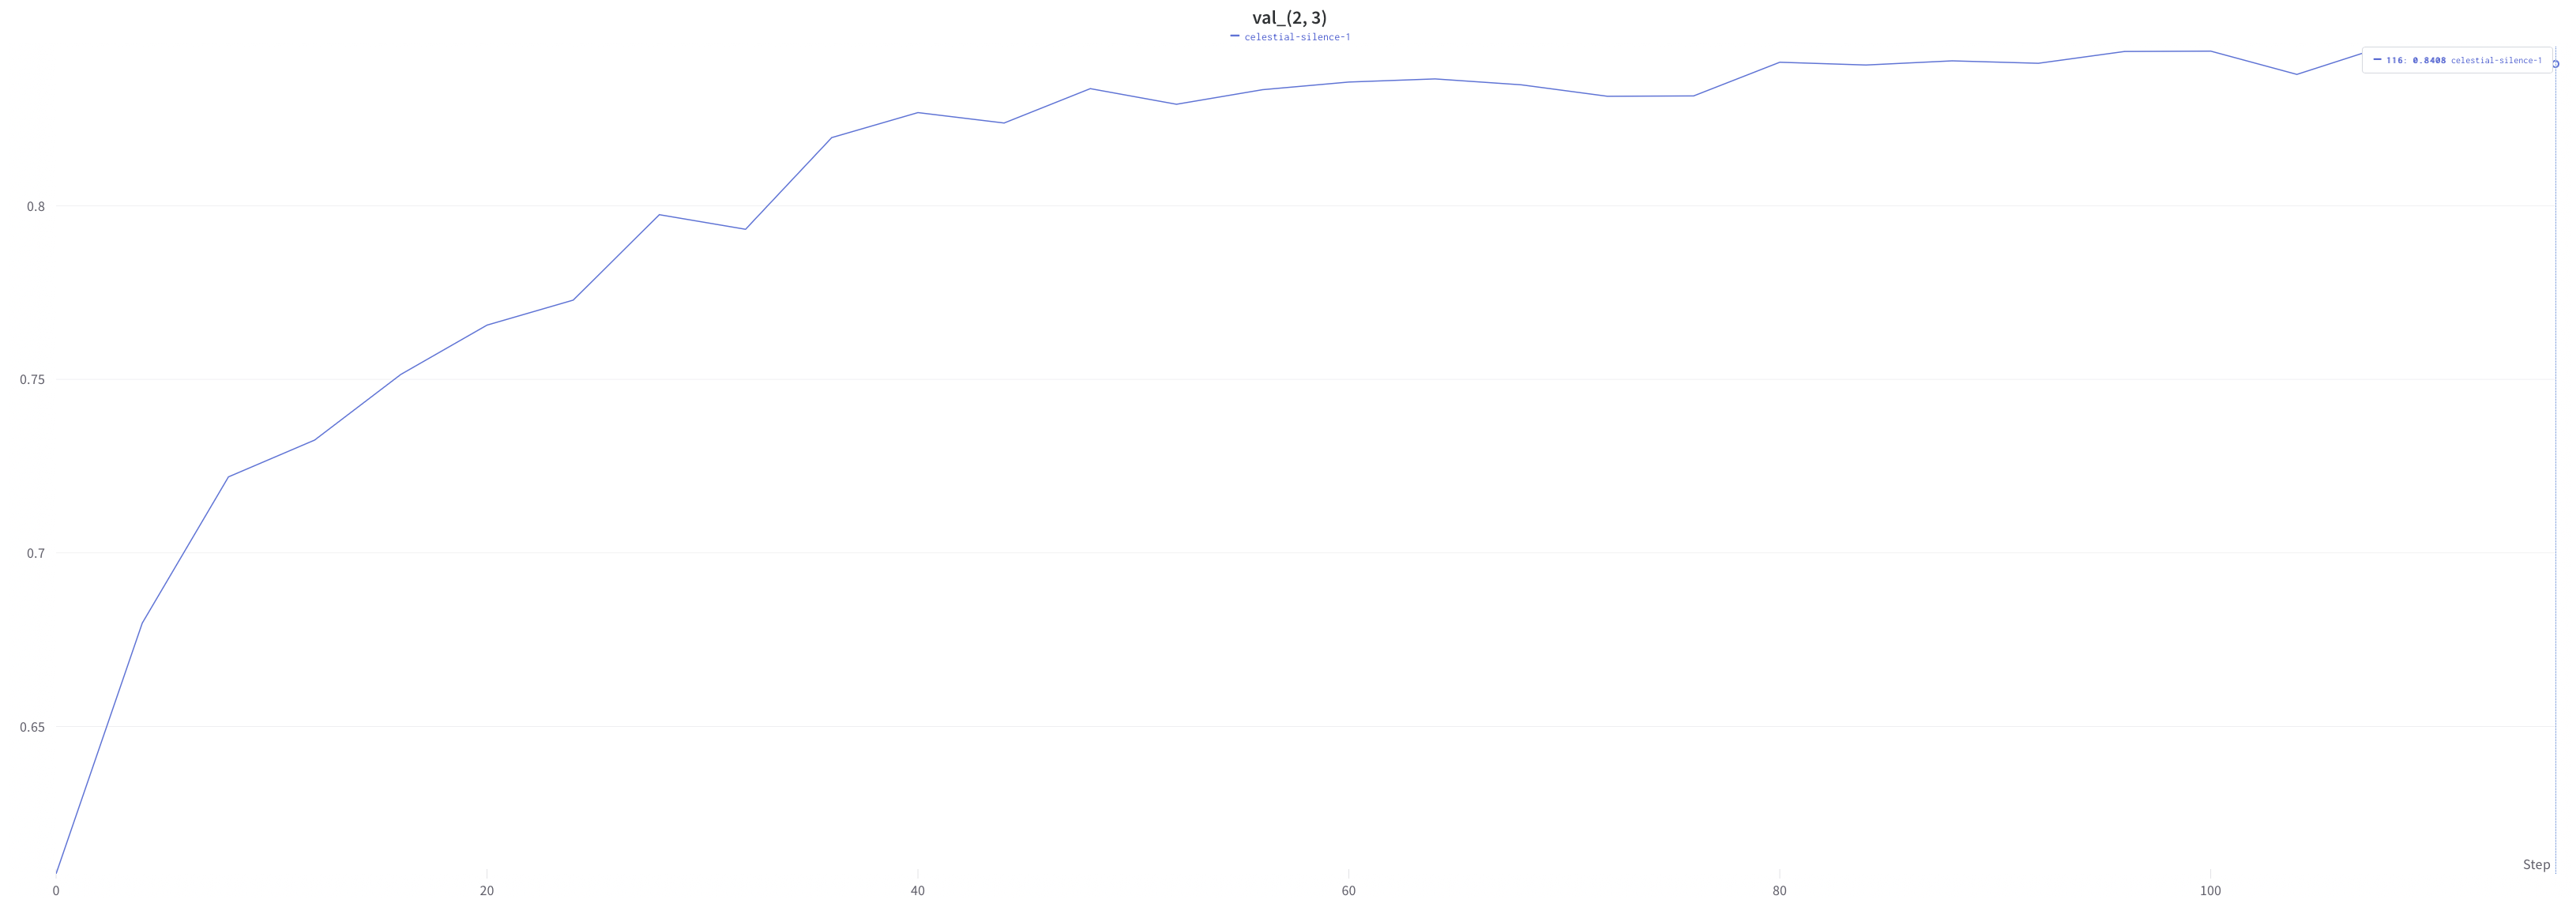 val_(2, 3)
celestial-silence-1
116: 0.8408 celestial-silence-1
0.8
0.75
0.7
0.65
Step
0 20 40 60 80 100